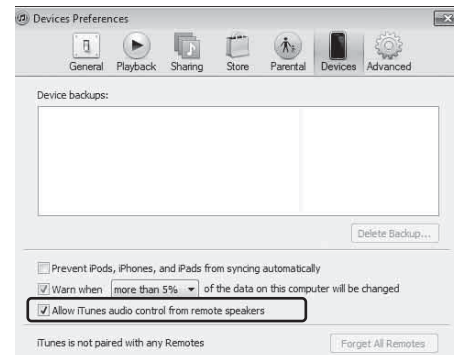 Devices Preferences
General Playback Sharing Store Parental Devices Advanced
Device backups:
Delete Backup...
Prevent iPods, iPhones, and iPads from syncing automatically
Warn when more than 5% of the data on this computer will be changed
Allow iTunes audio control from remote speakers
iTunes is not paired with any Remotes Forget All Remotes